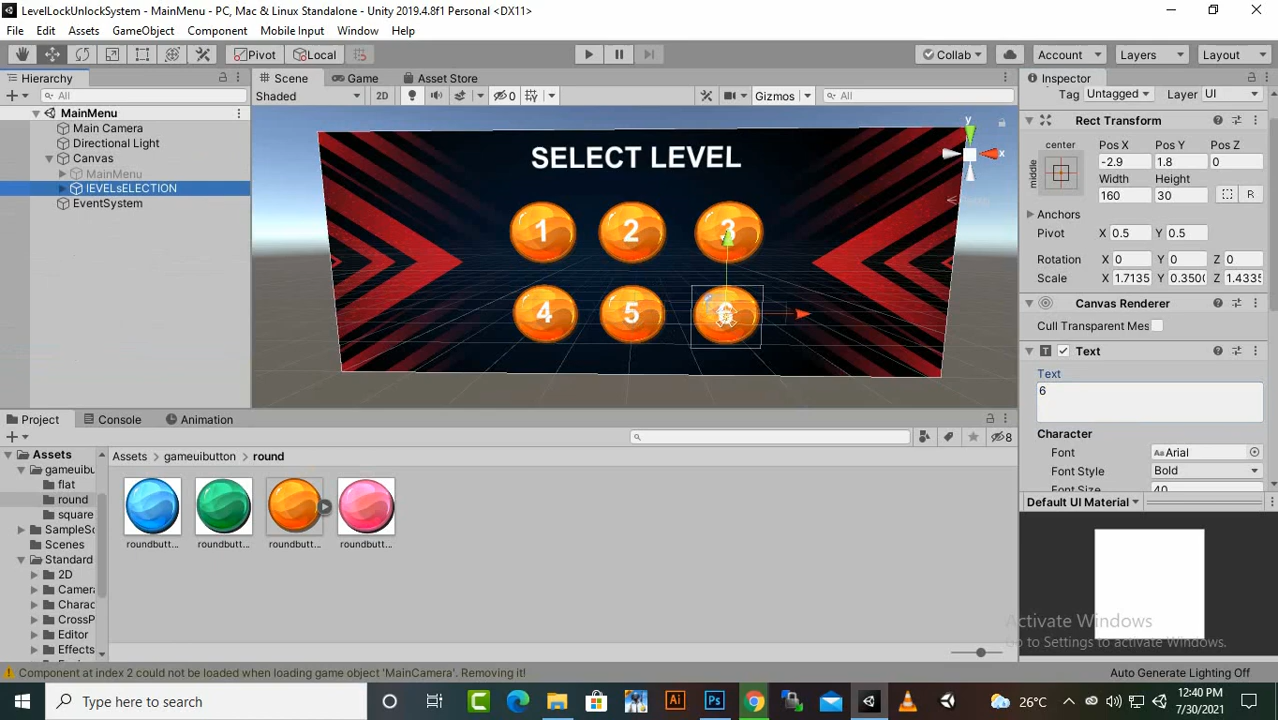 LevelLockUnlockSystem - MainMenu - PC, Mac & Linux Standalone - Unity 2019.4.8f1 Personal <DX11>
File Edit Assets GameObject Component Mobile Input Window Help
Pivot Local Collab Account Layers Layout
Hierarchy Scene Game Asset Store Inspector
All Shaded 2D 0 Gizmos All Tag Untagged Layer UI
MainMenu
Main Camera
Directional Light
Canvas
MainMenu
lEVELsELECTION
EventSystem
SELECT LEVEL
1 2 3
4 5 6
y
x
Rect Transform
center
middle
Pos X Pos Y Pos Z
-2.9 1.8 0
Width Height
160 30 R
Anchors
Pivot X 0.5 Y 0.5
Rotation X 0 Y 0 Z 0
Scale X 1.7135 Y 0.3500 Z 1.4335
Canvas Renderer
Cull Transparent Mes
Text
Text
6
Character
Font Arial
Font Style Bold
Font Size 40
Default UI Material
Project Console Animation
8
Assets
gameuibu
flat
round
square
SampleSc
Scenes
Standard
2D
Camera
Charac
CrossP
Editor
Effects
Assets gameuibutton round
roundbutt... roundbutt... roundbutt... roundbutt...
Activate Windows
Go to Settings to activate Windows.
Component at index 2 could not be loaded when loading game object 'MainCamera'. Removing it!
Auto Generate Lighting Off
Type here to search
Ai Ps
26°C
12:40 PM
7/30/2021